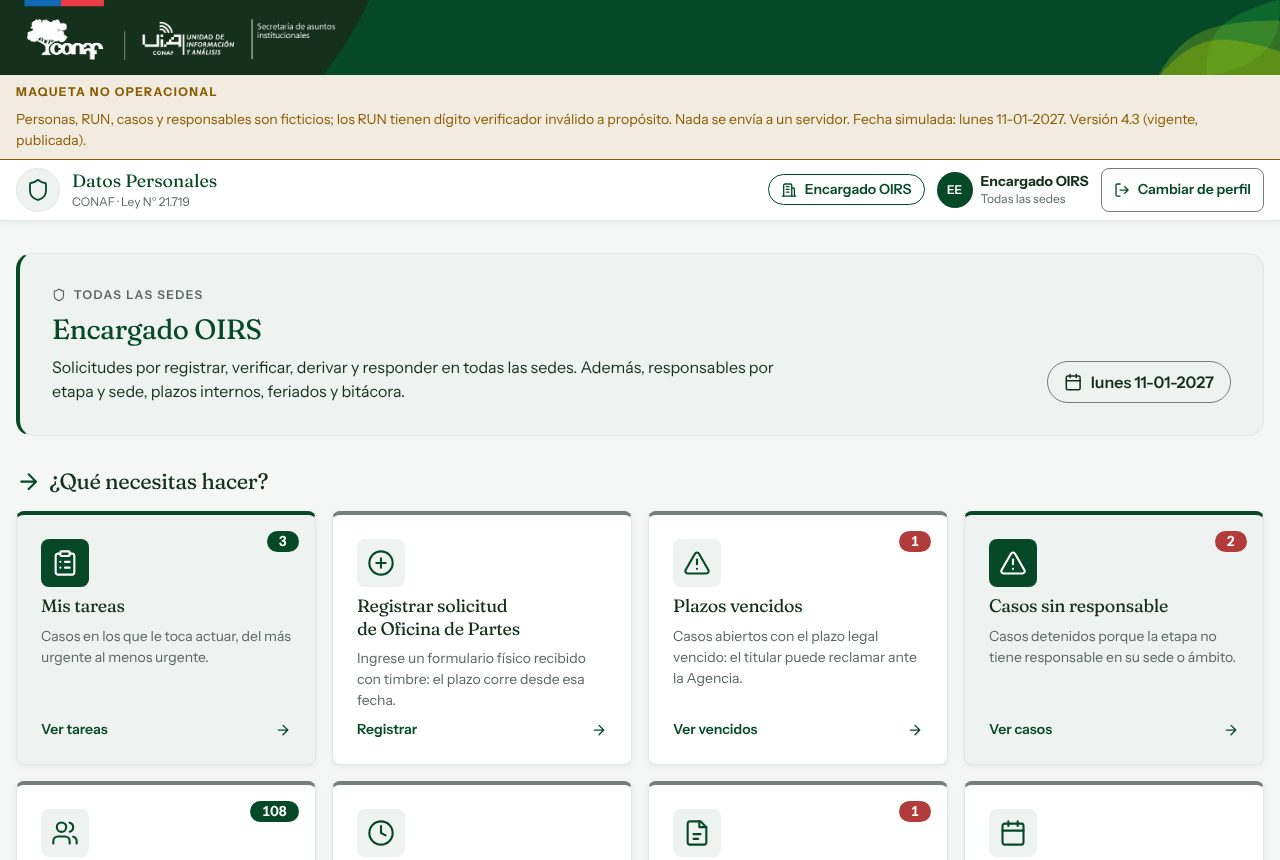 Conaf
UIA
CONAF
UNIDAD DE
INFORMACIÓN
Y ANÁLISIS
Secretaría de asuntos
institucionales
MAQUETA NO OPERACIONAL
Personas, RUN, casos y responsables son ficticios; los RUN tienen dígito verificador inválido a propósito. Nada se envía a un servidor. Fecha simulada: lunes 11-01-2027. Versión 4.3 (vigente,
publicada).
Datos Personales
CONAF · Ley N° 21.719
Encargado OIRS
EE
Encargado OIRS
Todas las sedes
Cambiar de perfil
TODAS LAS SEDES
Encargado OIRS
Solicitudes por registrar, verificar, derivar y responder en todas las sedes. Además, responsables por
etapa y sede, plazos internos, feriados y bitácora.
lunes 11-01-2027
¿Qué necesitas hacer?
3
Mis tareas
Casos en los que le toca actuar, del más
urgente al menos urgente.
Ver tareas
Registrar solicitud
de Oficina de Partes
Ingrese un formulario físico recibido
con timbre: el plazo corre desde esa
fecha.
Registrar
1
Plazos vencidos
Casos abiertos con el plazo legal
vencido: el titular puede reclamar ante
la Agencia.
Ver vencidos
2
Casos sin responsable
Casos detenidos porque la etapa no
tiene responsable en su sede o ámbito.
Ver casos
108
1